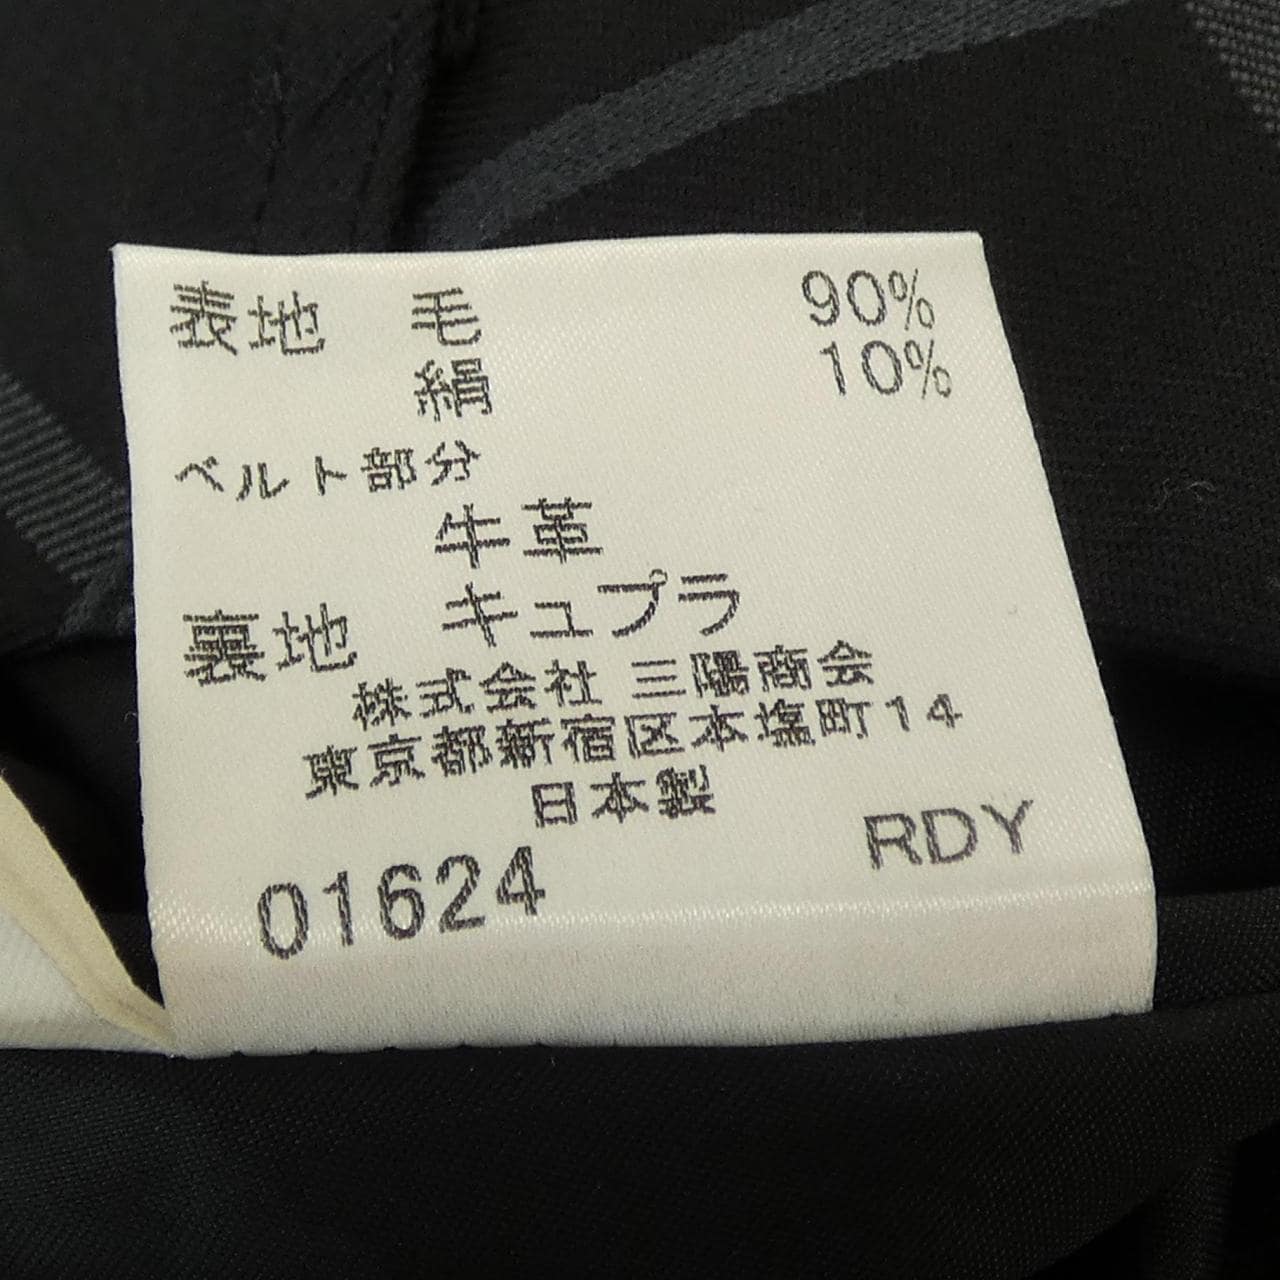 表地 毛 90%
絹 10%
ベルト部分
牛革
裏地 キュプラ
株式会社 三陽商会
東京都新宿区本塩町14
日本製
RDY
01624